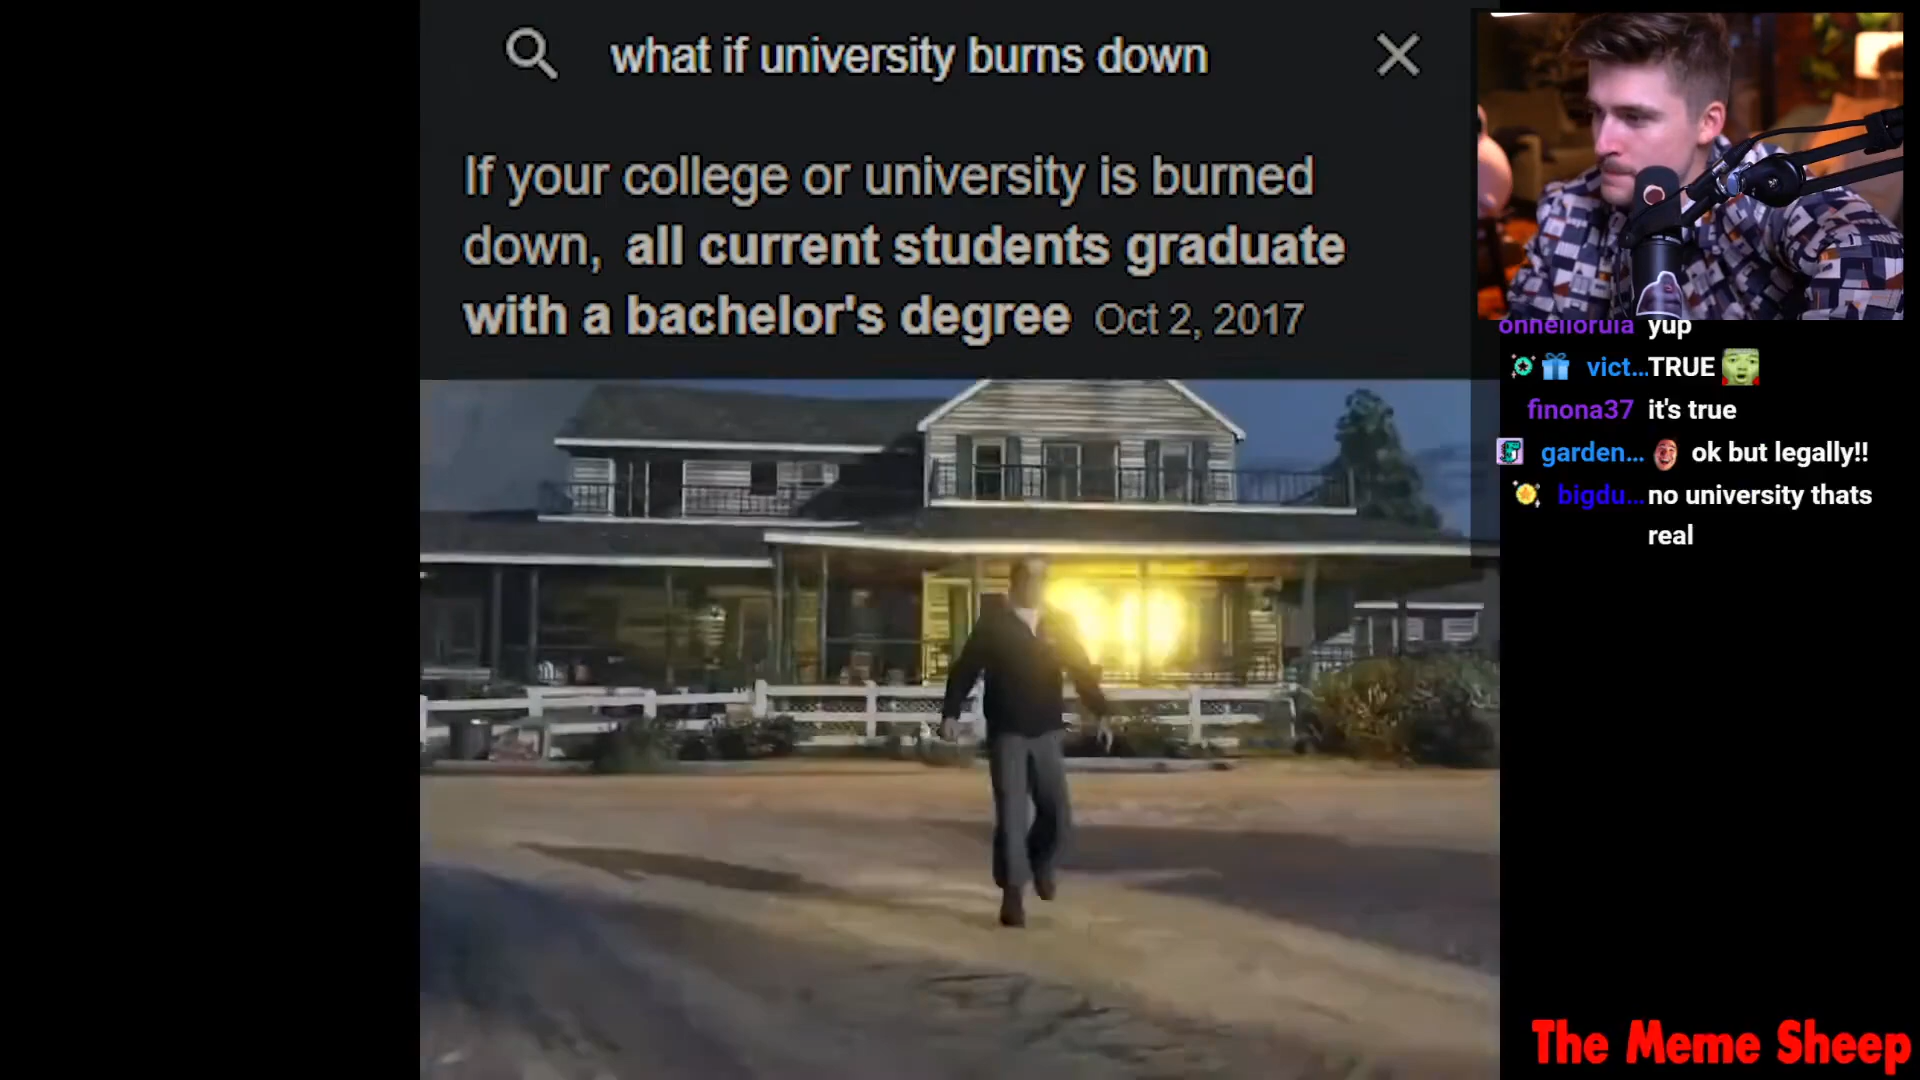 what if university burns down
If your college or university is burned
down, all current students graduate
with a bachelor's degree Oct 2, 2017
onnellorula yup
vict... TRUE
finona37 it's true
garden... ok but legally!!
bigdu... no university thats
real
The Meme Sheep